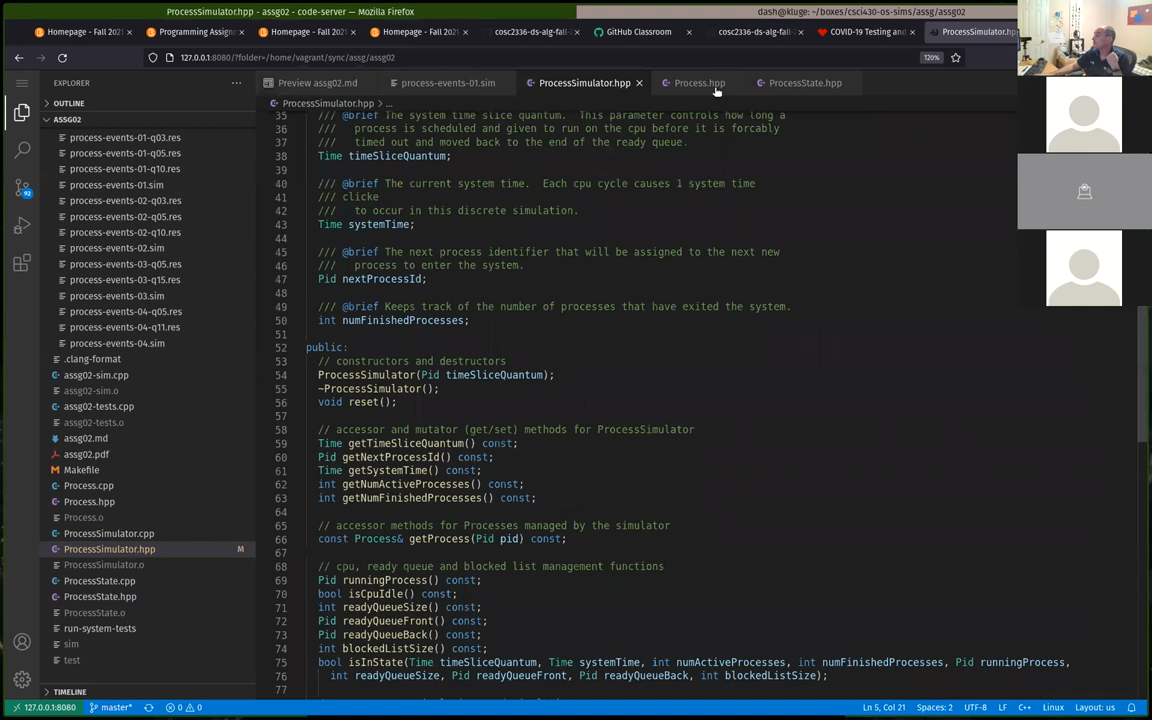 ProcessSimulator.hpp - assg02 - code-server — Mozilla Firefox
dash@kluge: ~/boxes/csci430-os-sims/assg/assg02
Homepage - Fall 202
Programming Assignm
Homepage - Fall 2021
Homepage - Fall 202
cosc2336-ds-alg-fall-2
GitHub Classroom
cosc2336-ds-alg-fall-2
COVID-19 Testing and
ProcessSimulator.hpp
127.0.0.1:8080/?folder=/home/vagrant/sync/assg/assg02
120%
EXPLORER
Preview assg02.md
process-events-01.sim
ProcessSimulator.hpp
Process.hpp
ProcessState.hpp
OUTLINE
ASSG02
process-events-01-q03.res
process-events-01-q05.res
process-events-01-q10.res
process-events-01.sim
process-events-02-q03.res
process-events-02-q05.res
process-events-02-q10.res
process-events-02.sim
process-events-03-q05.res
process-events-03-q15.res
process-events-03.sim
process-events-04-q05.res
process-events-04-q11.res
process-events-04.sim
.clang-format
assg02-sim.cpp
assg02-sim.o
assg02-tests.cpp
assg02-tests.o
assg02.md
assg02.pdf
Makefile
Process.cpp
Process.hpp
Process.o
ProcessSimulator.cpp
ProcessSimulator.hpp M
ProcessSimulator.o
ProcessState.cpp
ProcessState.hpp
ProcessState.o
run-system-tests
sim
test
TIMELINE
92
ProcessSimulator.hpp > ...
35 /// @brief The system time slice quantum.  This parameter controls how long a
36 ///   process is scheduled and given to run on the cpu before it is forcably
37 ///   timed out and moved back to the end of the ready queue.
38 Time timeSliceQuantum;
39
40 /// @brief The current system time.  Each cpu cycle causes 1 system time
41 /// clicke
42 ///   to occur in this discrete simulation.
43 Time systemTime;
44
45 /// @brief The next process identifier that will be assigned to the next new
46 ///   process to enter the system.
47 Pid nextProcessId;
48
49 /// @brief Keeps track of the number of processes that have exited the system.
50 int numFinishedProcesses;
51
52 public:
53 // constructors and destructors
54 ProcessSimulator(Pid timeSliceQuantum);
55 ~ProcessSimulator();
56 void reset();
57
58 // accessor and mutator (get/set) methods for ProcessSimulator
59 Time getTimeSliceQuantum() const;
60 Pid getNextProcessId() const;
61 Time getSystemTime() const;
62 int getNumActiveProcesses() const;
63 int getNumFinishedProcesses() const;
64
65 // accessor methods for Processes managed by the simulator
66 const Process& getProcess(Pid pid) const;
67
68 // cpu, ready queue and blocked list management functions
69 Pid runningProcess() const;
70 bool isCpuIdle() const;
71 int readyQueueSize() const;
72 Pid readyQueueFront() const;
73 Pid readyQueueBack() const;
74 int blockedListSize() const;
75 bool isInState(Time timeSliceQuantum, Time systemTime, int numActiveProcesses, int numFinishedProcesses, Pid runningProcess,
76 int readyQueueSize, Pid readyQueueFront, Pid readyQueueBack, int blockedListSize);
77
127.0.0.1:8080
master*
0 0
Ln 5, Col 21
Spaces: 2
UTF-8
LF
C++
Linux
Layout: us